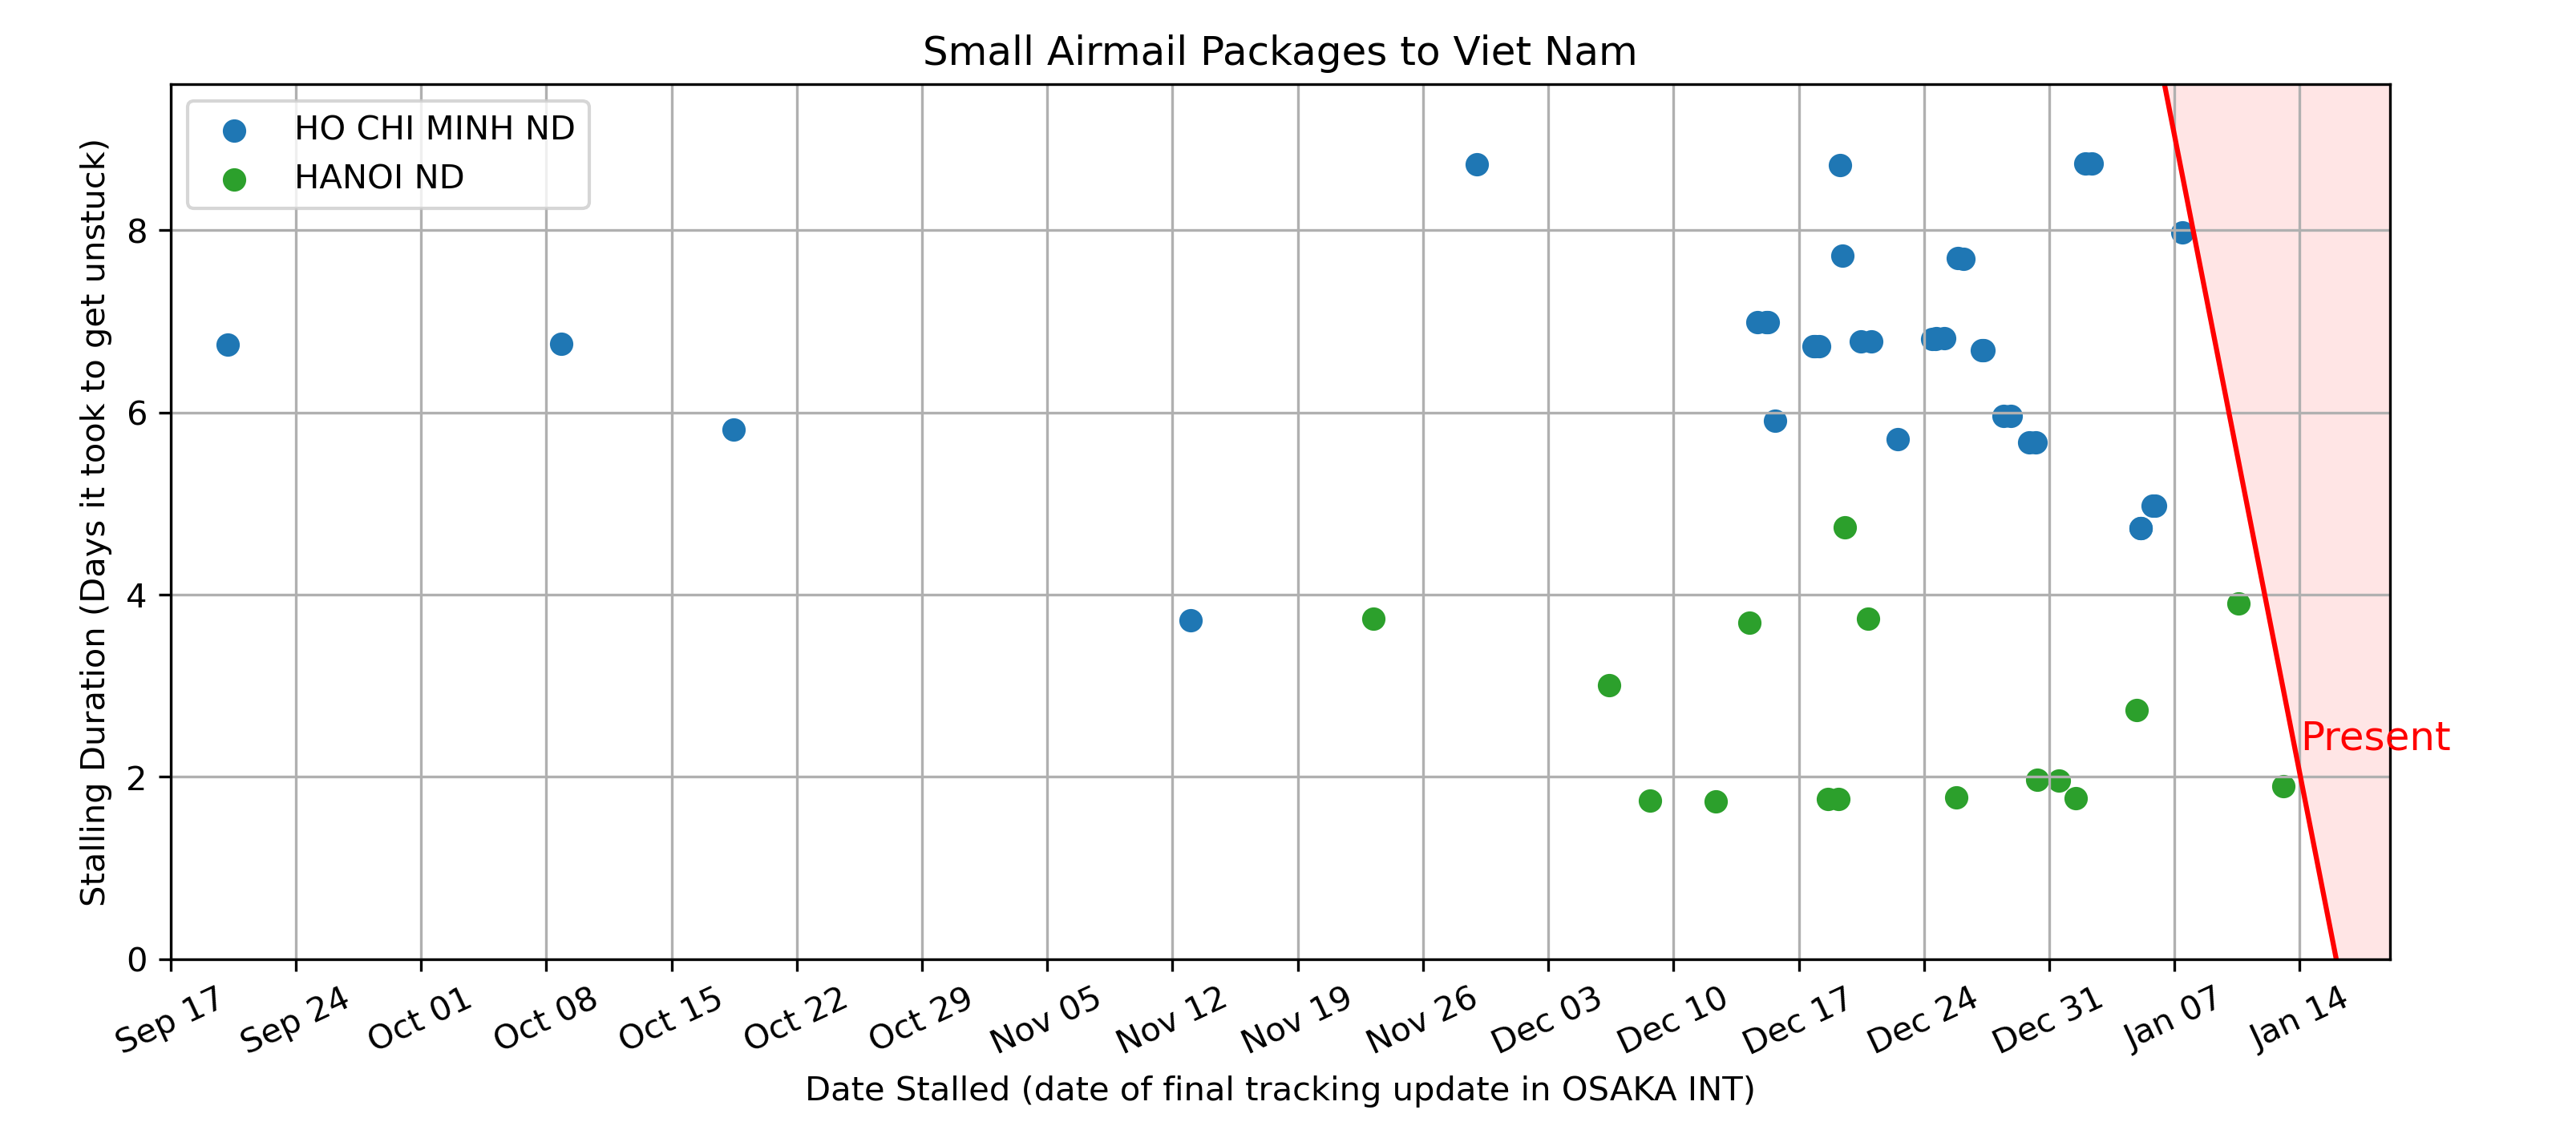 Small Airmail Packages to Viet Nam
HO CHI MINH ND
HANOI ND
Stalling Duration (Days it took to get unstuck)
8
6
4
2
0
Present
Sep 17
Sep 24
Oct 01
Oct 08
Oct 15
Oct 22
Oct 29
Nov 05
Nov 12
Nov 19
Nov 26
Dec 03
Dec 10
Dec 17
Dec 24
Dec 31
Jan 07
Jan 14
Date Stalled (date of final tracking update in OSAKA INT)